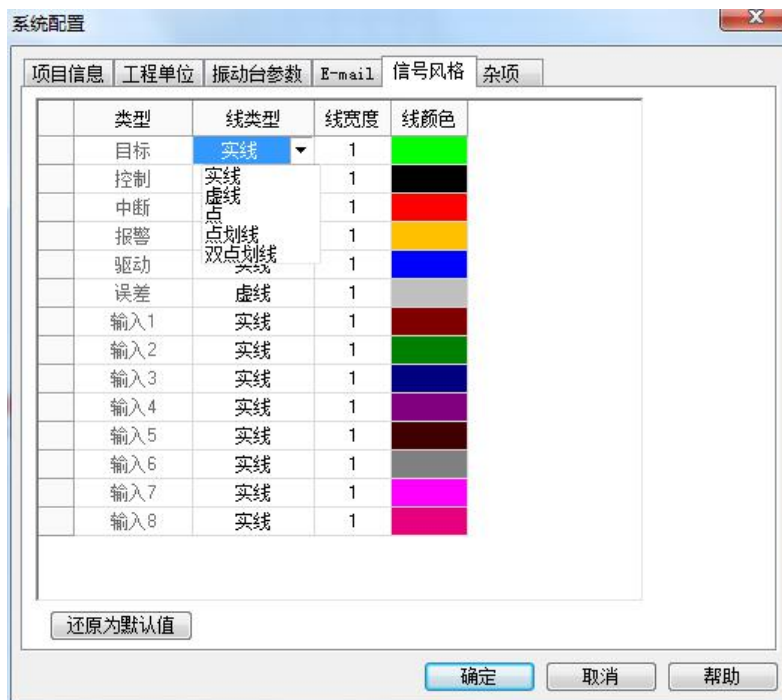 系统配置
项目信息 工程单位 振动台参数 E-mail 信号风格 杂项
类型 线类型 线宽度 线颜色
目标 实线 1
控制 实线 1
虚线
中断 点 1
报警 点划线 1
双点划线
驱动 实线 1
误差 虚线 1
输入1 实线 1
输入2 实线 1
输入3 实线 1
输入4 实线 1
输入5 实线 1
输入6 实线 1
输入7 实线 1
输入8 实线 1
还原为默认值
确定 取消 帮助